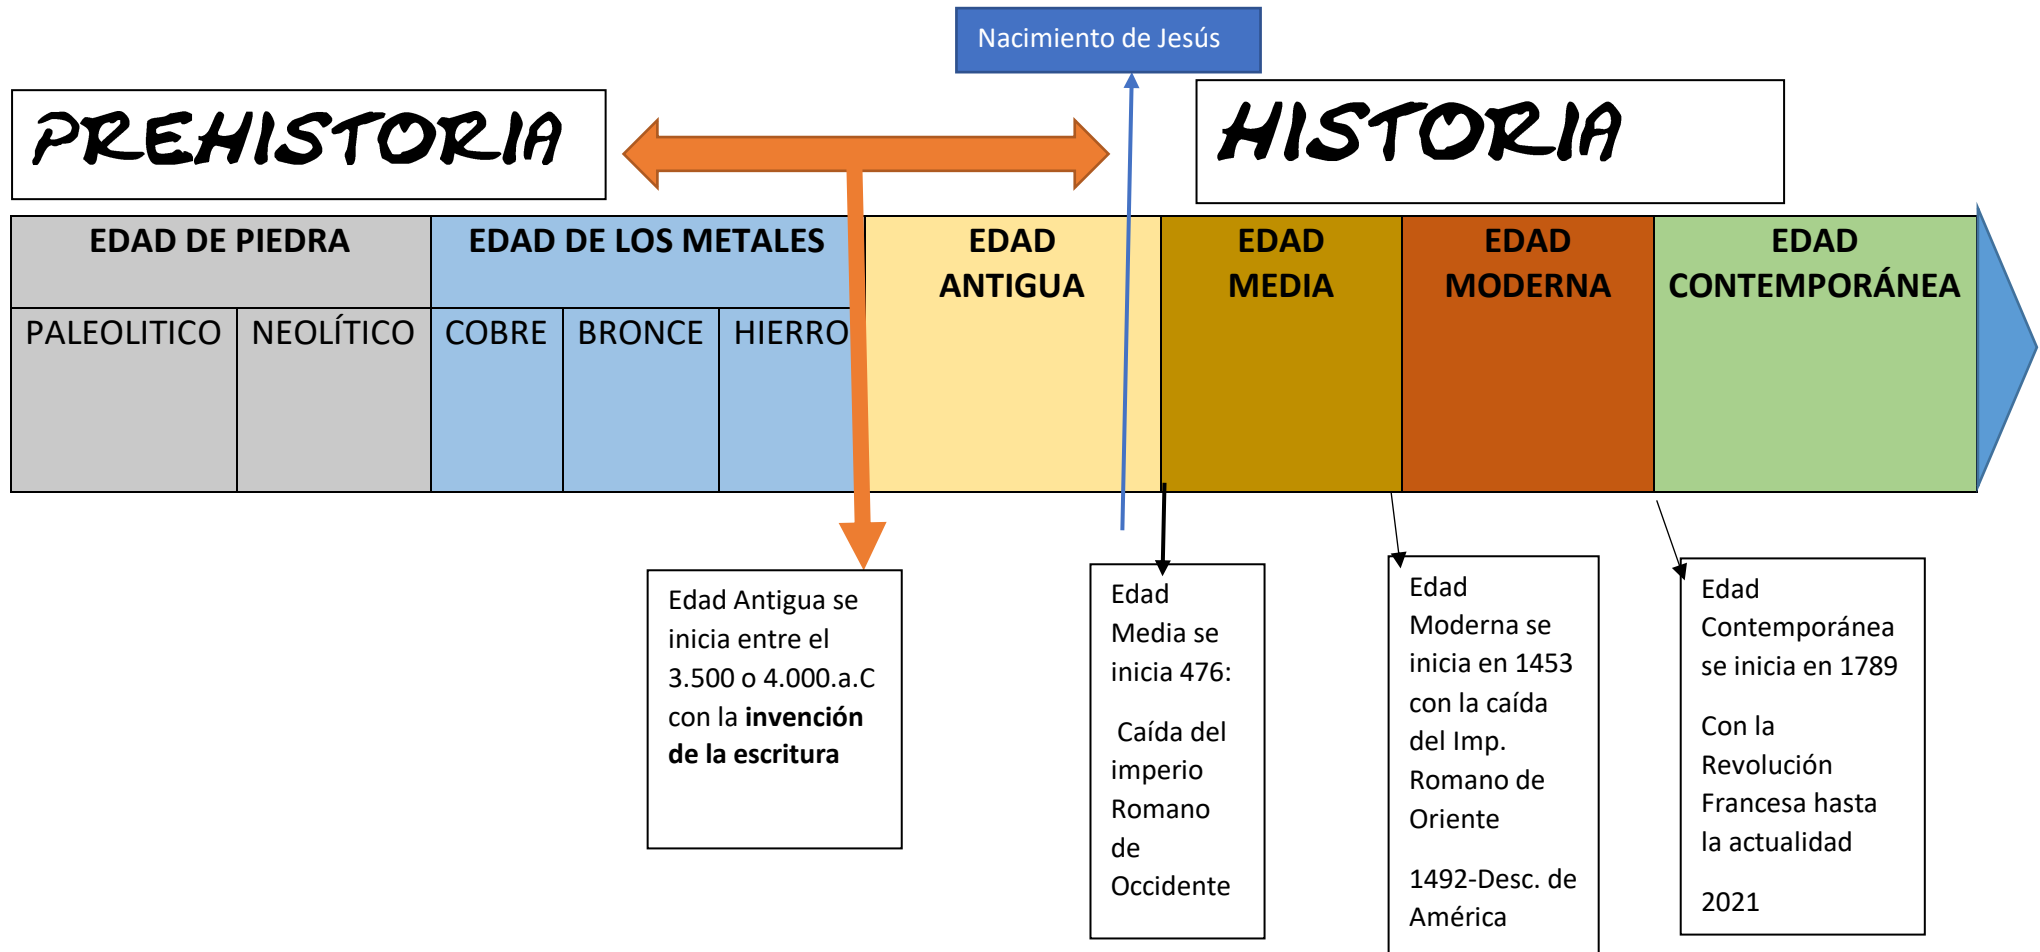 Nacimiento de Jesús
PREHISTORIA
HISTORIA
EDAD DE PIEDRA
EDAD DE LOS METALES
EDAD
ANTIGUA
EDAD
MEDIA
EDAD
MODERNA
EDAD
CONTEMPORÁNEA
PALEOLITICO
NEOLÍTICO
COBRE
BRONCE
HIERRO
Edad Antigua se
inicia entre el
3.500 o 4.000.a.C
con la invención
de la escritura
Edad
Media se
inicia 476:
Caída del
imperio
Romano
de
Occidente
Edad
Moderna se
inicia en 1453
con la caída
del Imp.
Romano de
Oriente
1492-Desc. de
América
Edad
Contemporánea
se inicia en 1789
Con la
Revolución
Francesa hasta
la actualidad
2021